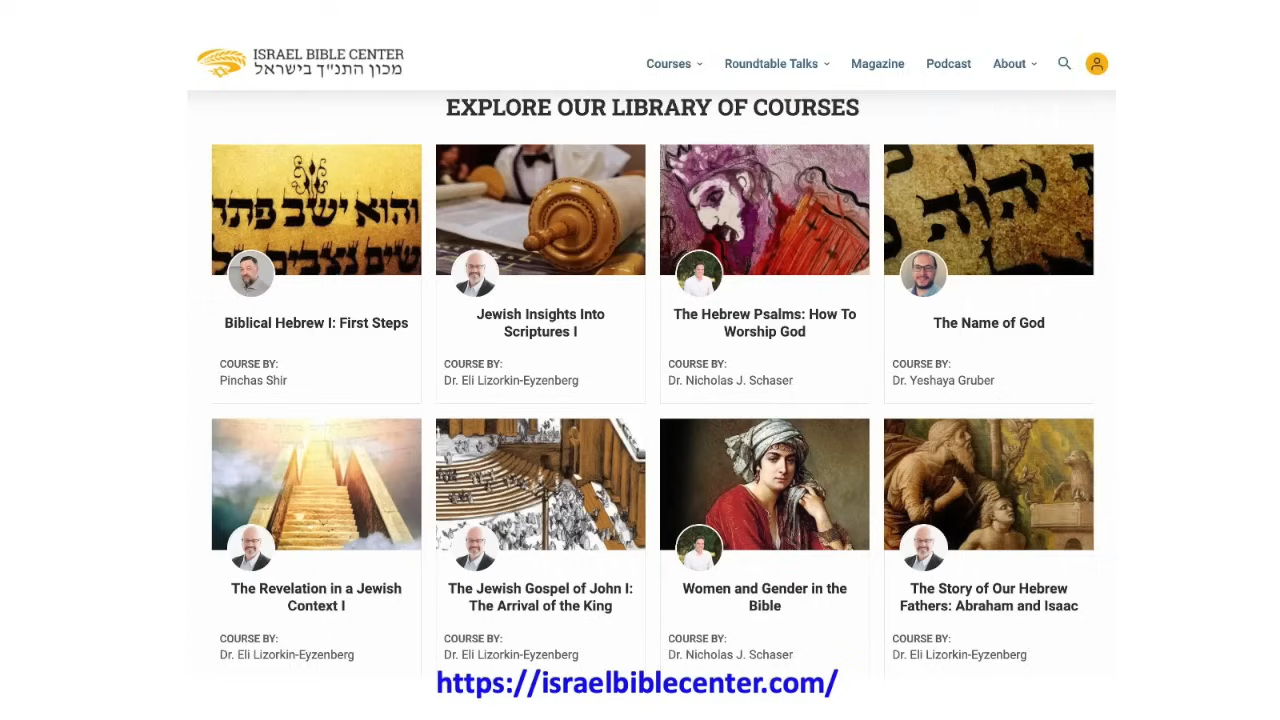 ISRAEL BIBLE CENTER
מכון התנ"ך בישראל
Courses
Roundtable Talks
Magazine
Podcast
About
EXPLORE OUR LIBRARY OF COURSES
והוא ישב פתח
יהוה
Biblical Hebrew I: First Steps
COURSE BY:
Pinchas Shir
Jewish Insights Into
Scriptures I
COURSE BY:
Dr. Eli Lizorkin-Eyzenberg
The Hebrew Psalms: How To
Worship God
COURSE BY:
Dr. Nicholas J. Schaser
The Name of God
COURSE BY:
Dr. Yeshaya Gruber
The Revelation in a Jewish
Context I
COURSE BY:
Dr. Eli Lizorkin-Eyzenberg
The Jewish Gospel of John I:
The Arrival of the King
COURSE BY:
Dr. Eli Lizorkin-Eyzenberg
Women and Gender in the
Bible
COURSE BY:
Dr. Nicholas J. Schaser
The Story of Our Hebrew
Fathers: Abraham and Isaac
COURSE BY:
Dr. Eli Lizorkin-Eyzenberg
https://israelbiblecenter.com/